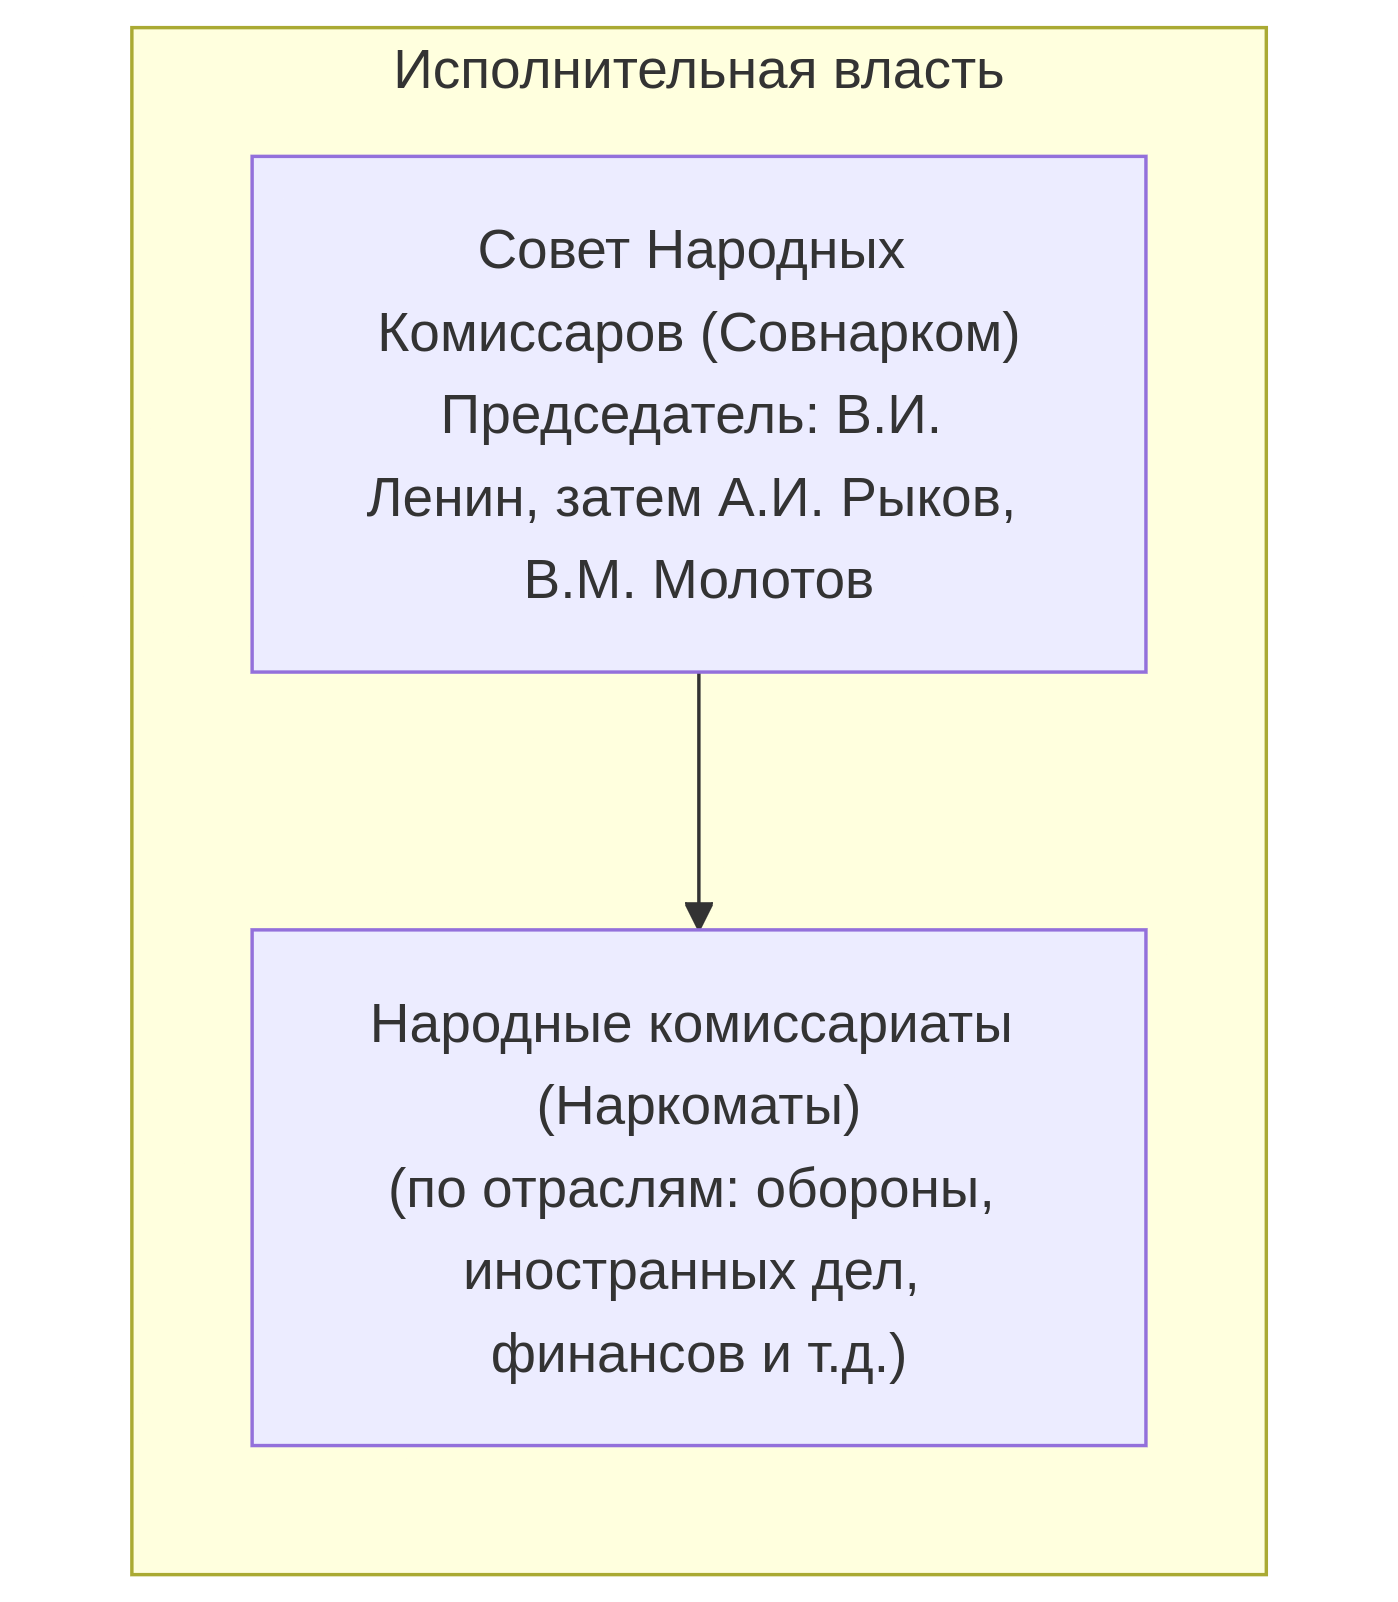 Исполнительная власть
Совет Народных
Комиссаров (Совнарком)
Председатель: В.И.
Ленин, затем А.И. Рыков,
В.М. Молотов
Народные комиссариаты
(Наркоматы)
(по отраслям: обороны,
иностранных дел,
финансов и т.д.)